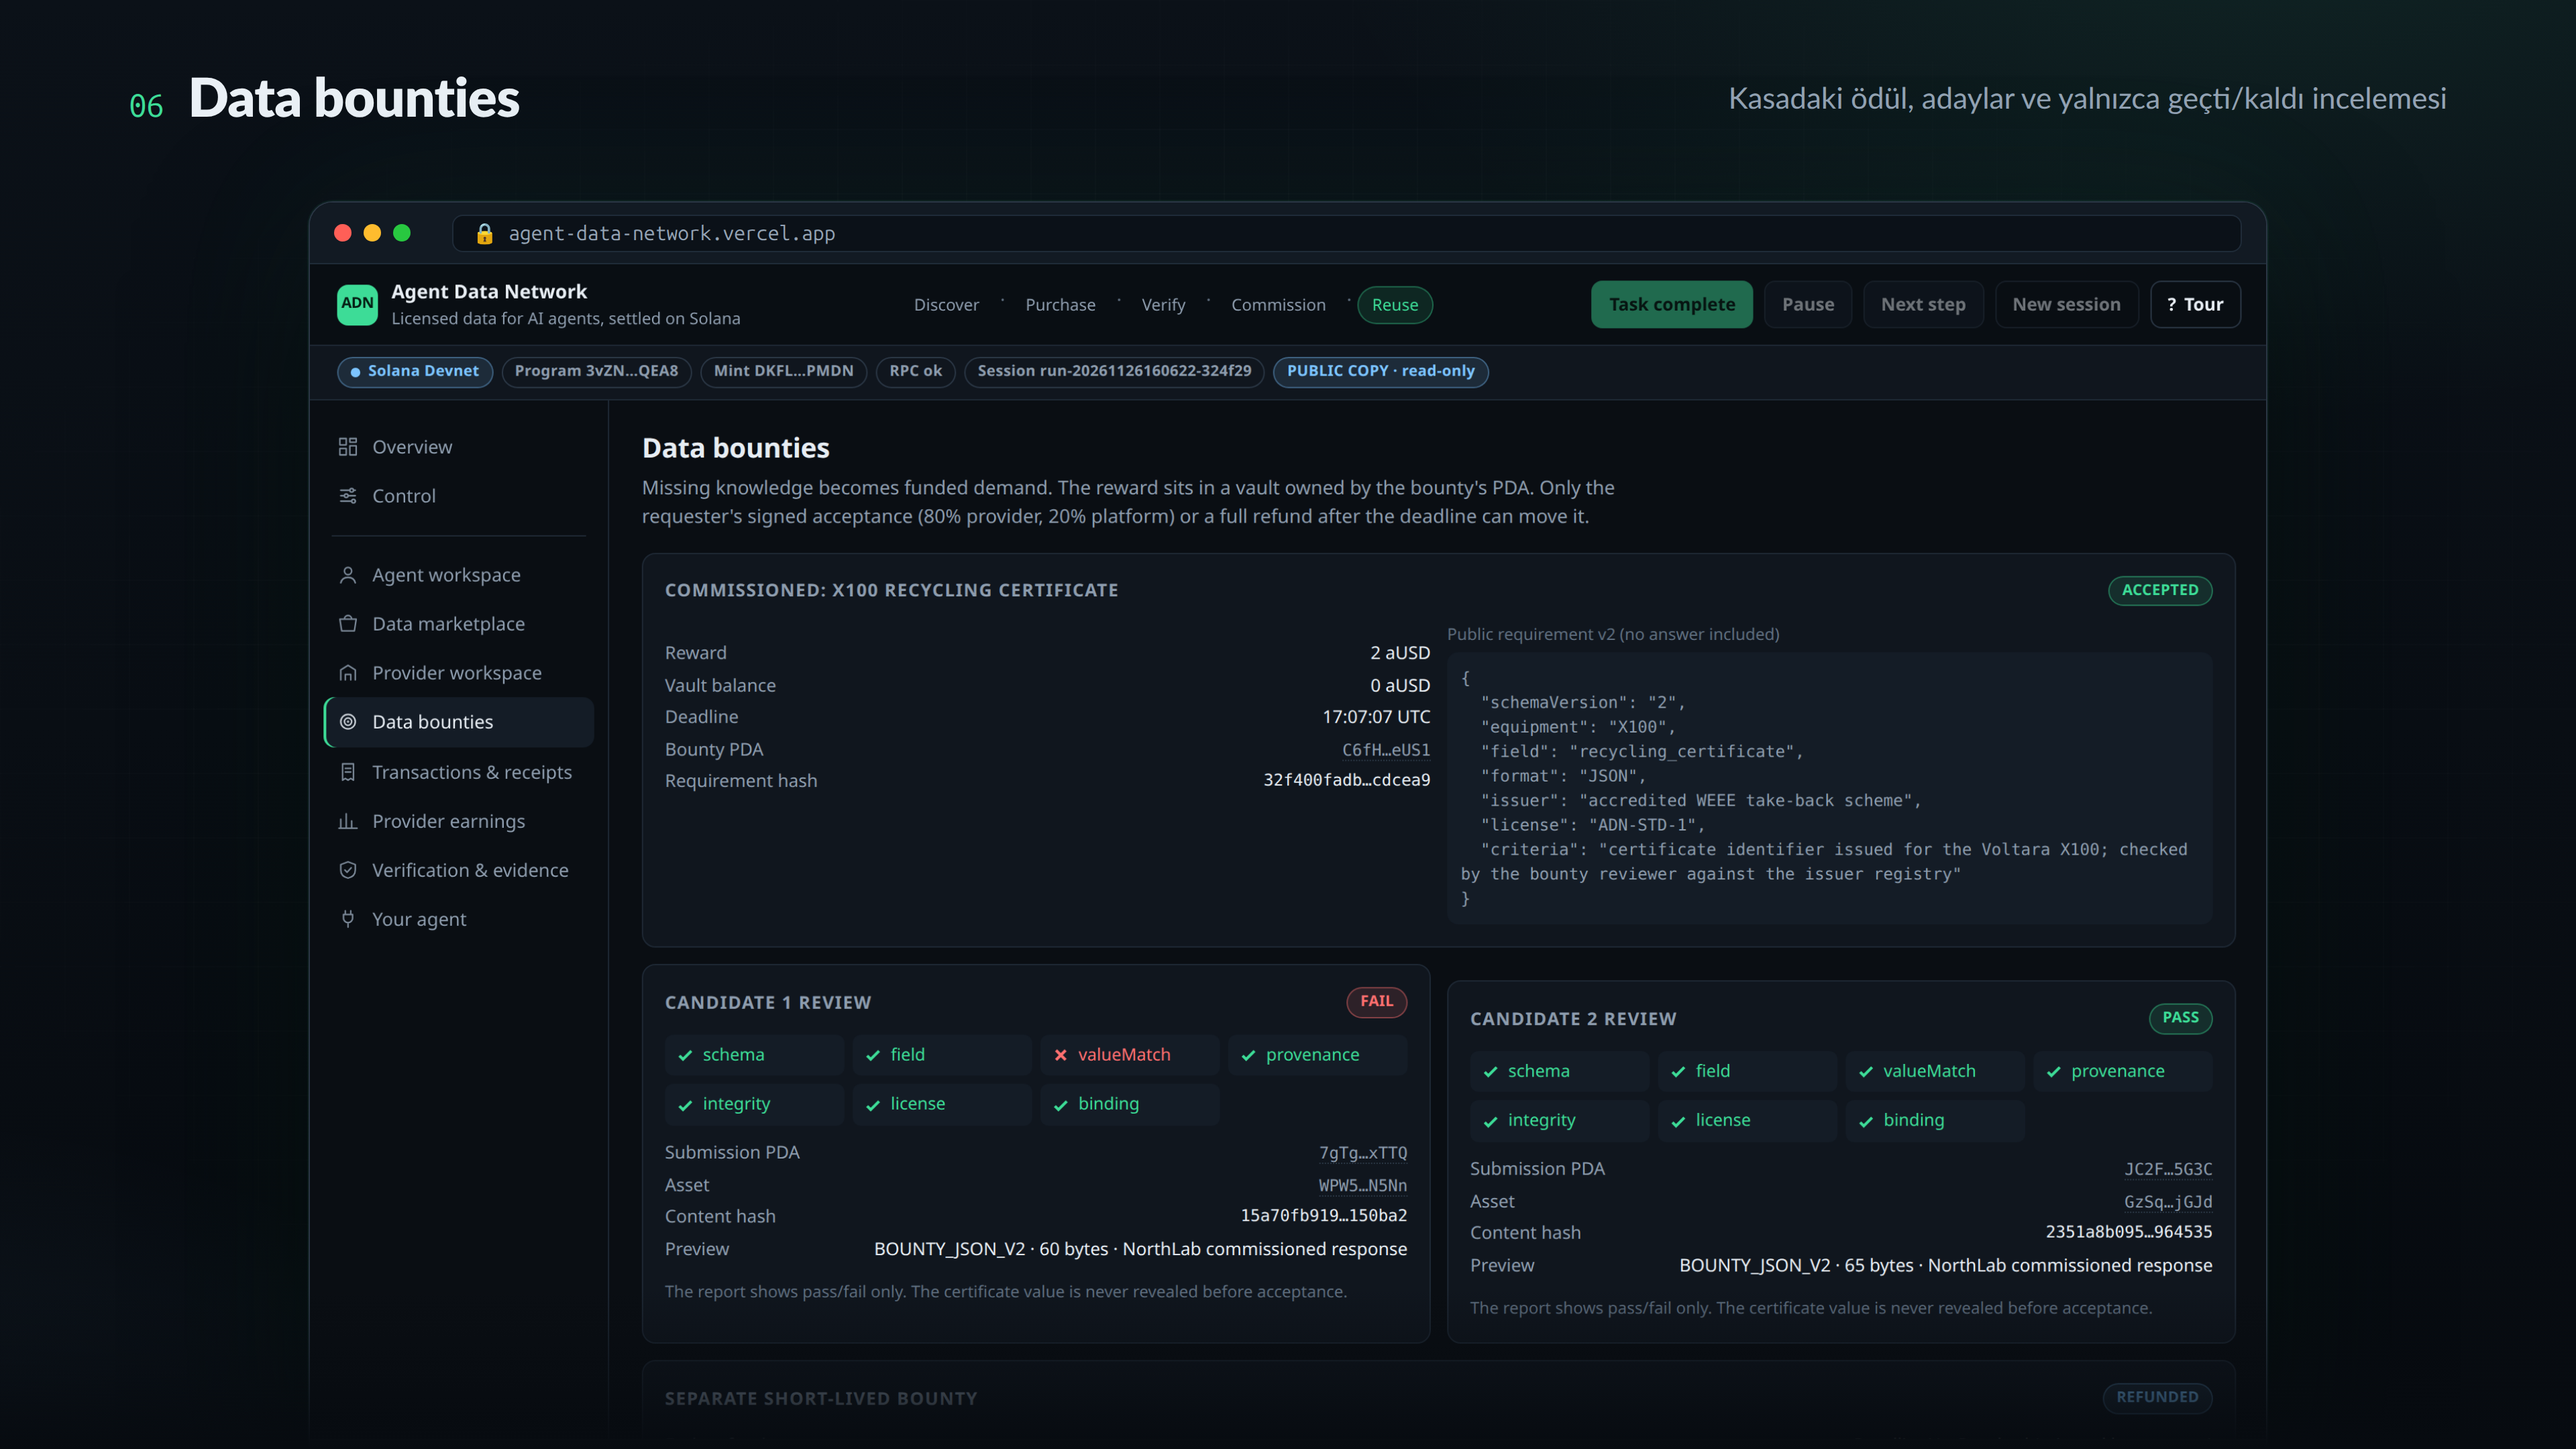 06 Data bounties
Kasadaki ödül, adaylar ve yalnızca geçti/kaldı incelemesi
agent-data-network.vercel.app
ADN
Agent Data Network
Licensed data for AI agents, settled on Solana
Discover · Purchase · Verify · Commission · Reuse
Task complete
Pause
Next step
New session
? Tour
Solana Devnet
Program 3vZN…QEA8
Mint DKFL…PMDN
RPC ok
Session run-20261126160622-324f29
PUBLIC COPY · read-only
Overview
Control
Agent workspace
Data marketplace
Provider workspace
Data bounties
Transactions & receipts
Provider earnings
Verification & evidence
Your agent
Data bounties
Missing knowledge becomes funded demand. The reward sits in a vault owned by the bounty's PDA. Only the
requester's signed acceptance (80% provider, 20% platform) or a full refund after the deadline can move it.
COMMISSIONED: X100 RECYCLING CERTIFICATE
ACCEPTED
Reward 2 aUSD
Vault balance 0 aUSD
Deadline 17:07:07 UTC
Bounty PDA C6fH…eUS1
Requirement hash 32f400fadb…cdcea9
Public requirement v2 (no answer included)
{
"schemaVersion": "2",
"equipment": "X100",
"field": "recycling_certificate",
"format": "JSON",
"issuer": "accredited WEEE take-back scheme",
"license": "ADN-STD-1",
"criteria": "certificate identifier issued for the Voltara X100; checked
by the bounty reviewer against the issuer registry"
}
CANDIDATE 1 REVIEW
FAIL
schema
field
valueMatch
provenance
integrity
license
binding
Submission PDA 7gTg…xTTQ
Asset WPW5…N5Nn
Content hash 15a70fb919…150ba2
Preview BOUNTY_JSON_V2 · 60 bytes · NorthLab commissioned response
The report shows pass/fail only. The certificate value is never revealed before acceptance.
CANDIDATE 2 REVIEW
PASS
schema
field
valueMatch
provenance
integrity
license
binding
Submission PDA JC2F…5G3C
Asset GzSq…jGJd
Content hash 2351a8b095…964535
Preview BOUNTY_JSON_V2 · 65 bytes · NorthLab commissioned response
The report shows pass/fail only. The certificate value is never revealed before acceptance.
SEPARATE SHORT-LIVED BOUNTY
REFUNDED